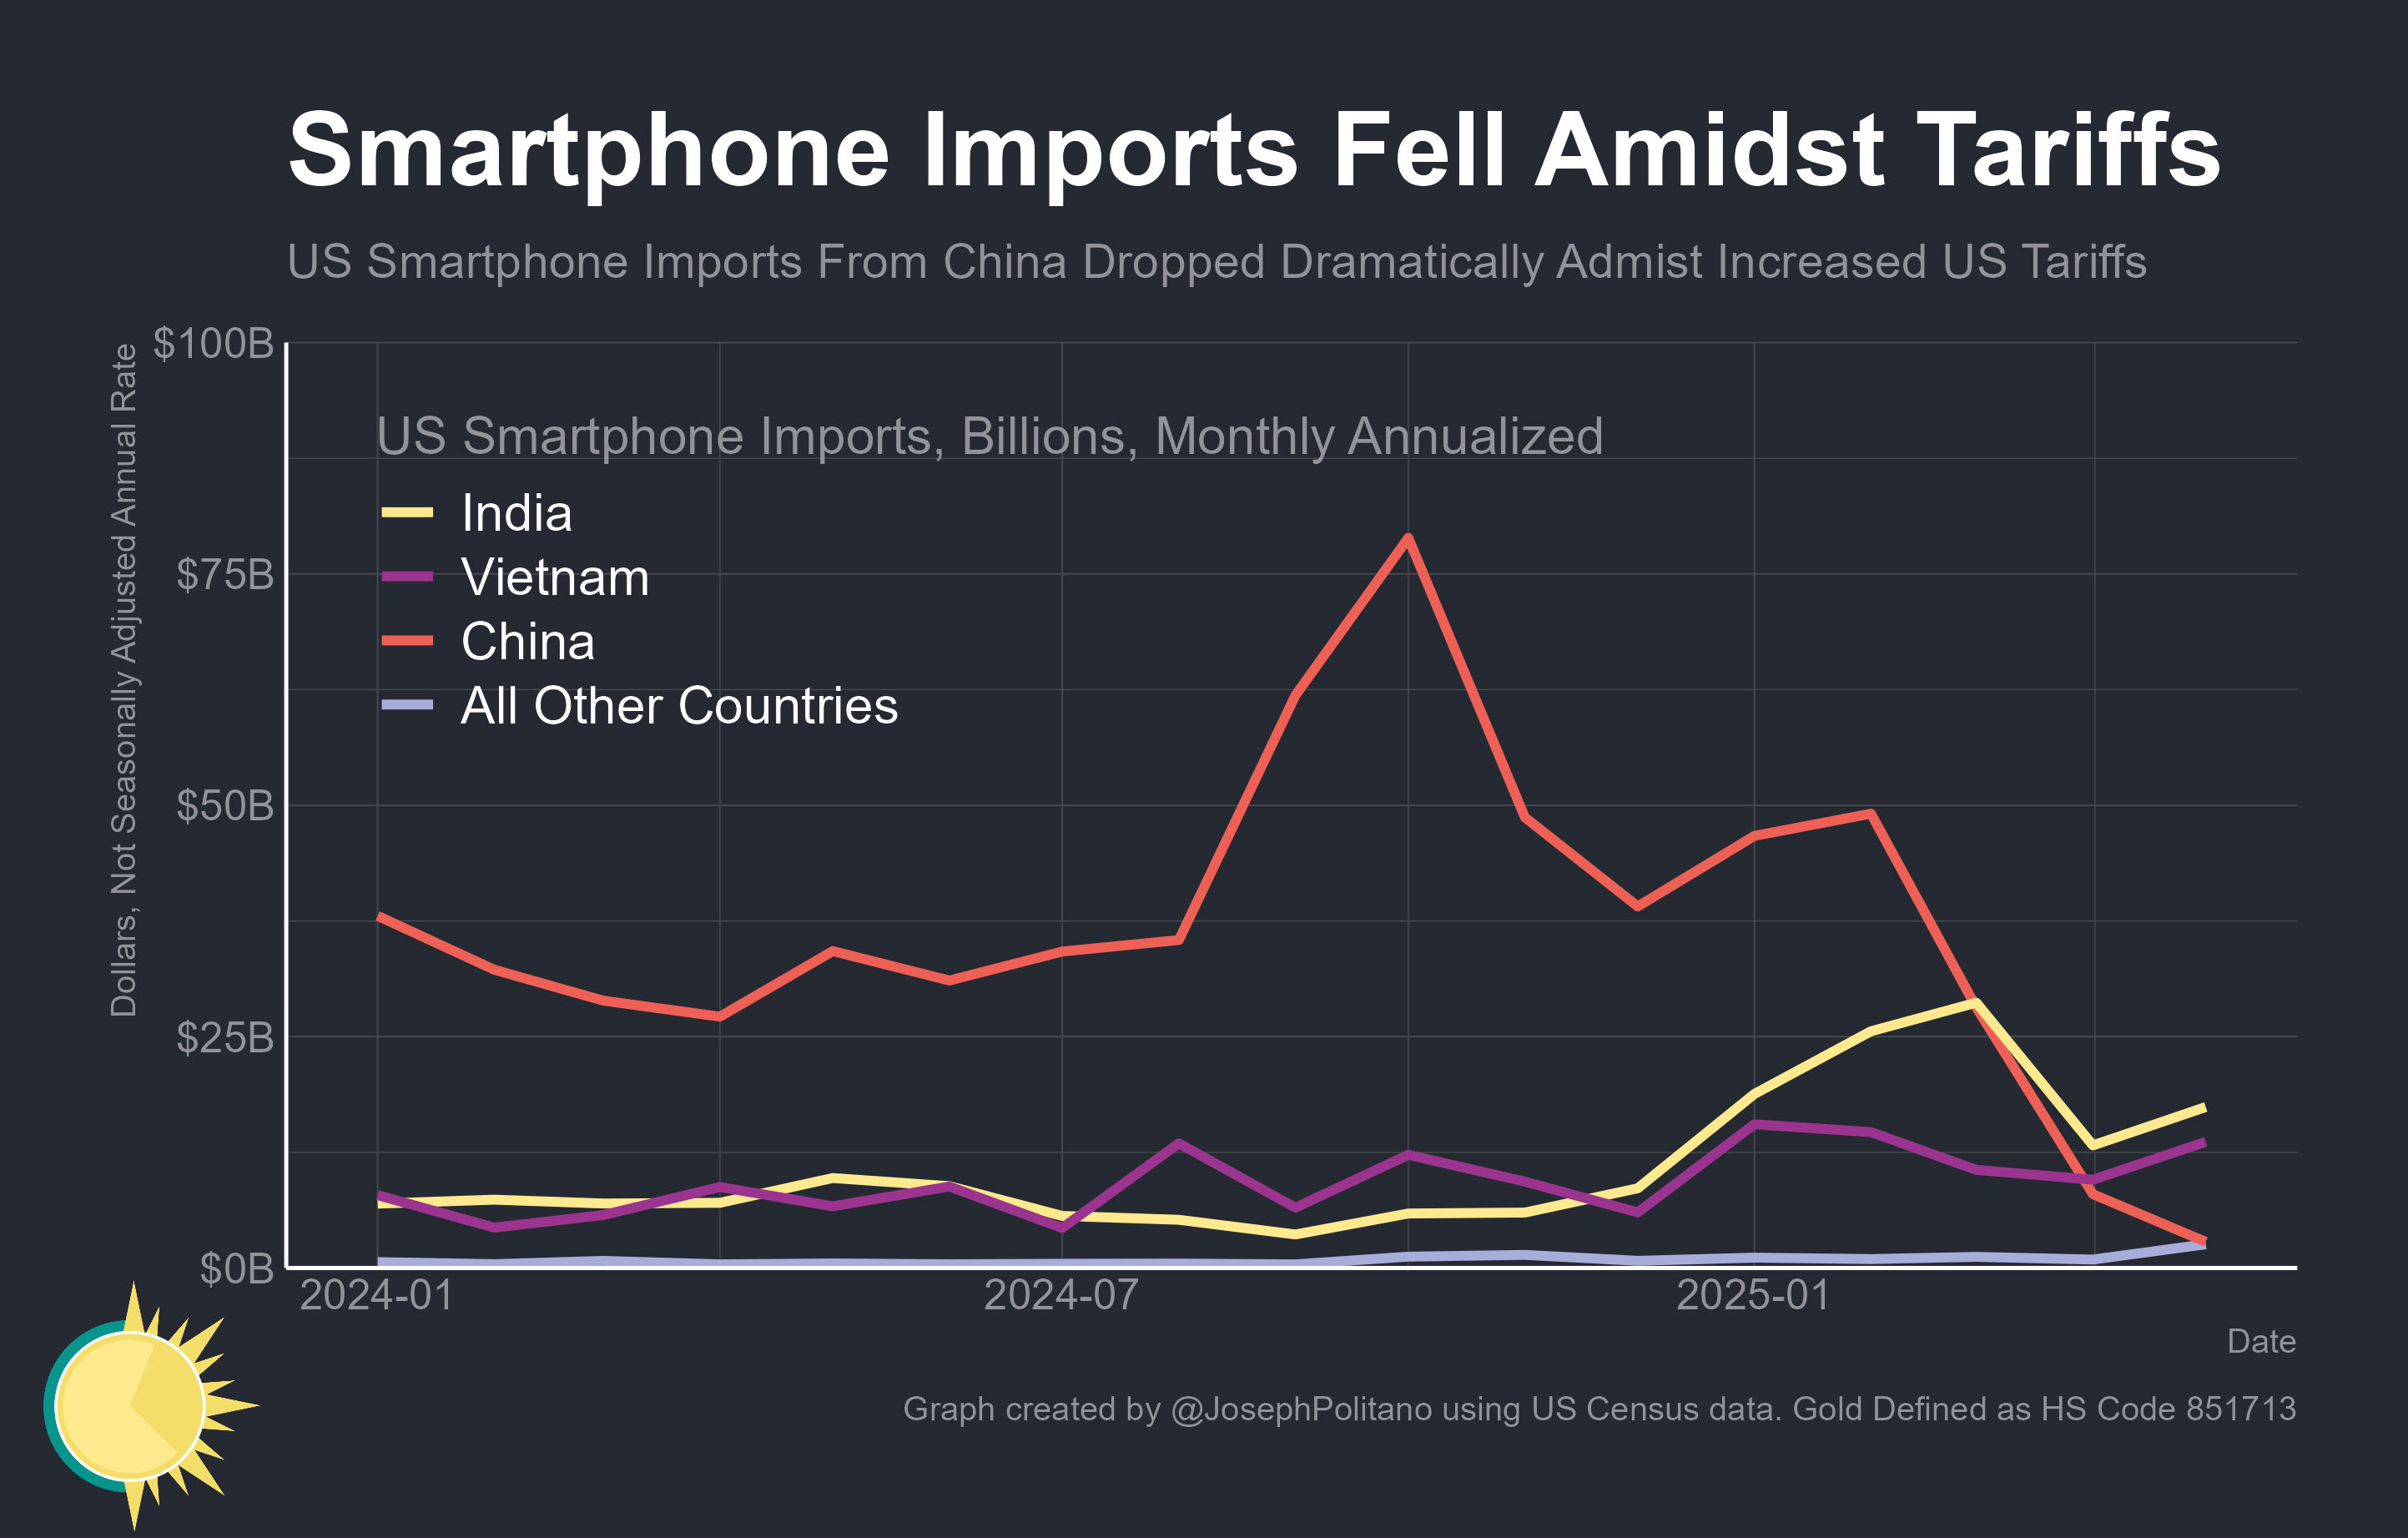 Smartphone Imports Fell Amidst Tariffs
US Smartphone Imports From China Dropped Dramatically Admist Increased US Tariffs
Dollars, Not Seasonally Adjusted Annual Rate
$100B
$75B
$50B
$25B
$0B
US Smartphone Imports, Billions, Monthly Annualized
India
Vietnam
China
All Other Countries
2024-01
2024-07
2025-01
Date
Graph created by @JosephPolitano using US Census data. Gold Defined as HS Code 851713